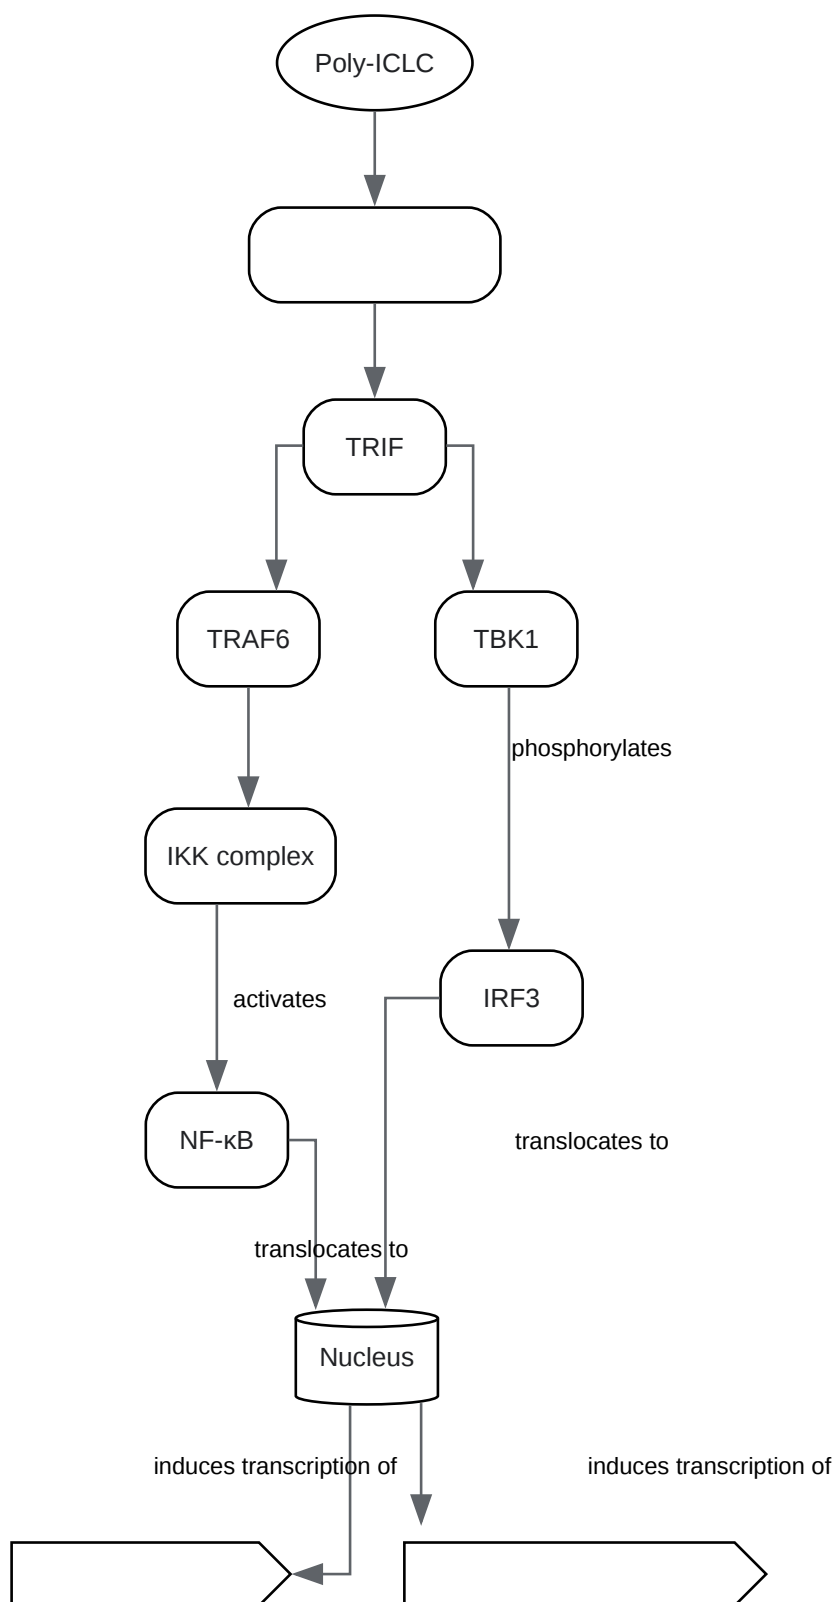 Poly-ICLC
TRIF
TRAF6
TBK1
phosphorylates
IKK complex
activates
IRF3
NF-κB
translocates to
translocates to
Nucleus
induces transcription of
induces transcription of